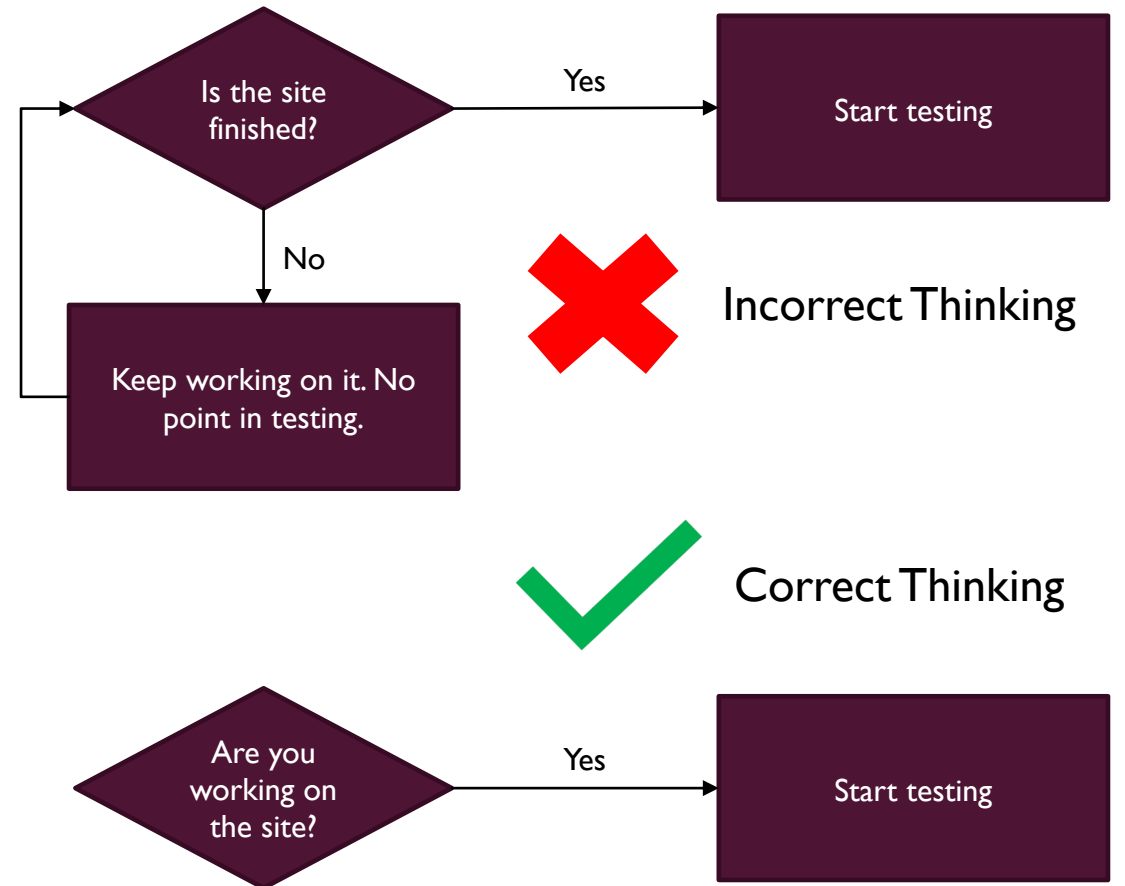 Is the site
finished?
Yes
Start testing
No
Keep working on it. No
point in testing.
Incorrect Thinking
Correct Thinking
Are you
working on
the site?
Yes
Start testing